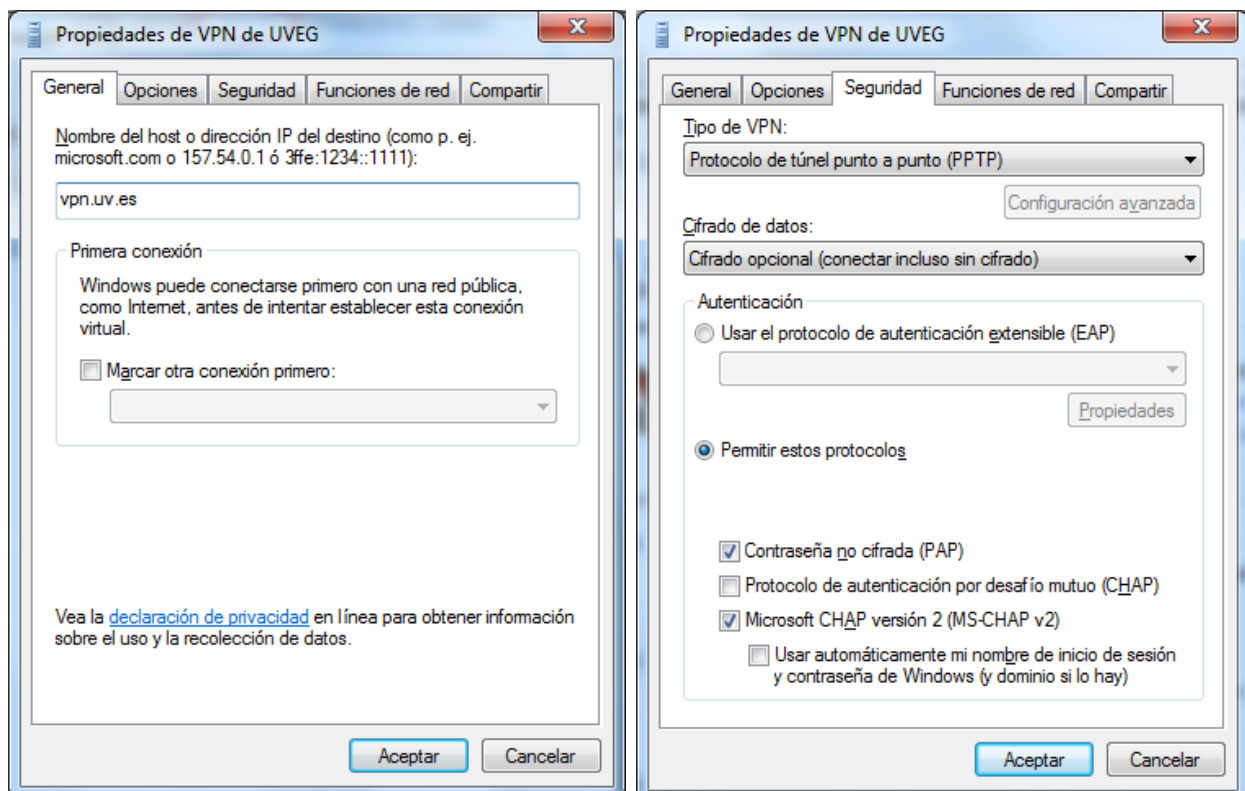 Propiedades de VPN de UVEG
General Opciones Seguridad Funciones de red Compartir
Nombre del host o dirección IP del destino (como p. ej.
microsoft.com o 157.54.0.1 ó 3ffe:1234::1111):
vpn.uv.es
Primera conexión
Windows puede conectarse primero con una red pública,
como Internet, antes de intentar establecer esta conexión
virtual.
Marcar otra conexión primero:
Vea la declaración de privacidad en línea para obtener información
sobre el uso y la recolección de datos.
Aceptar Cancelar
Propiedades de VPN de UVEG
General Opciones Seguridad Funciones de red Compartir
Tipo de VPN:
Protocolo de túnel punto a punto (PPTP)
Configuración avanzada
Cifrado de datos:
Cifrado opcional (conectar incluso sin cifrado)
Autenticación
Usar el protocolo de autenticación extensible (EAP)
Propiedades
Permitir estos protocolos
Contraseña no cifrada (PAP)
Protocolo de autenticación por desafío mutuo (CHAP)
Microsoft CHAP versión 2 (MS-CHAP v2)
Usar automáticamente mi nombre de inicio de sesión
y contraseña de Windows (y dominio si lo hay)
Aceptar Cancelar